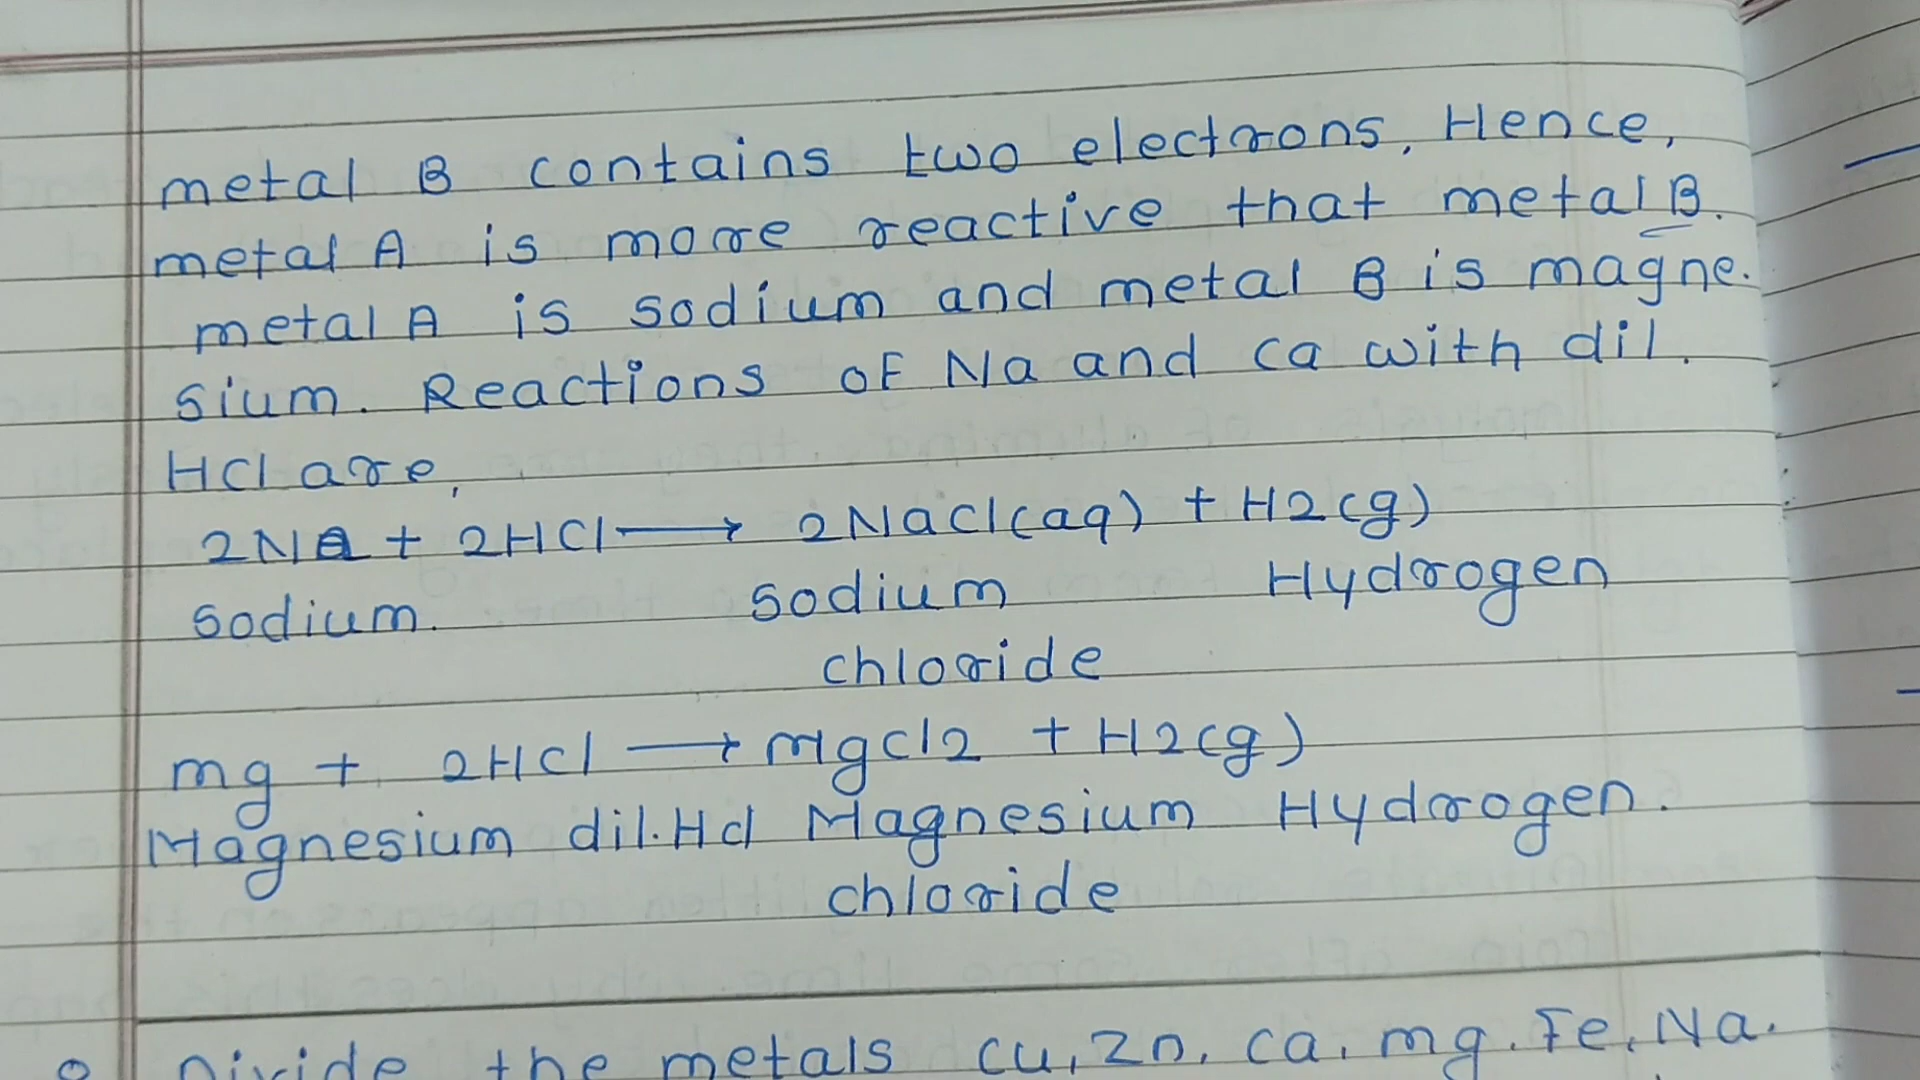 metal B contains two electrons, Hence,
metal A is more reactive that metal B.
metal A is sodium and metal B is magne.
sium. Reactions of Na and ca with dil.
HCl are,
2Na + 2HCl → 2NaCl(aq) + H2(g)
sodium. sodium Hydrogen
chloride
mg + 2HCl → mgcl2 + H2(g)
Magnesium dil.Hcl Magnesium Hydrogen.
chloride
Divide the metals cu, zn, ca, mg. Fe, Na.